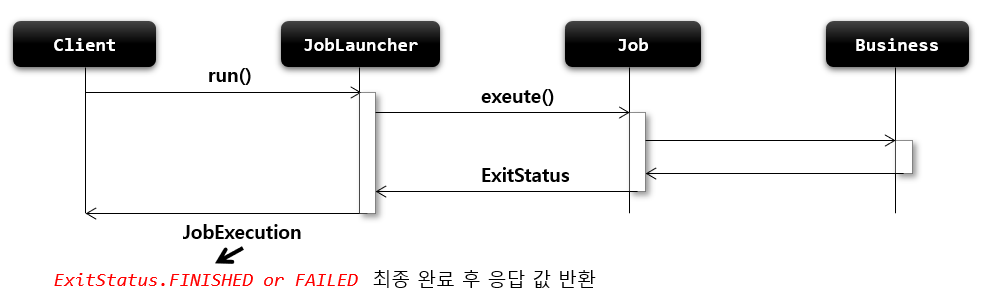 Client
JobLauncher
Job
Business
run()
exeute()
ExitStatus
JobExecution
ExitStatus.FINISHED or FAILED 최종 완료 후 응답 값 반환